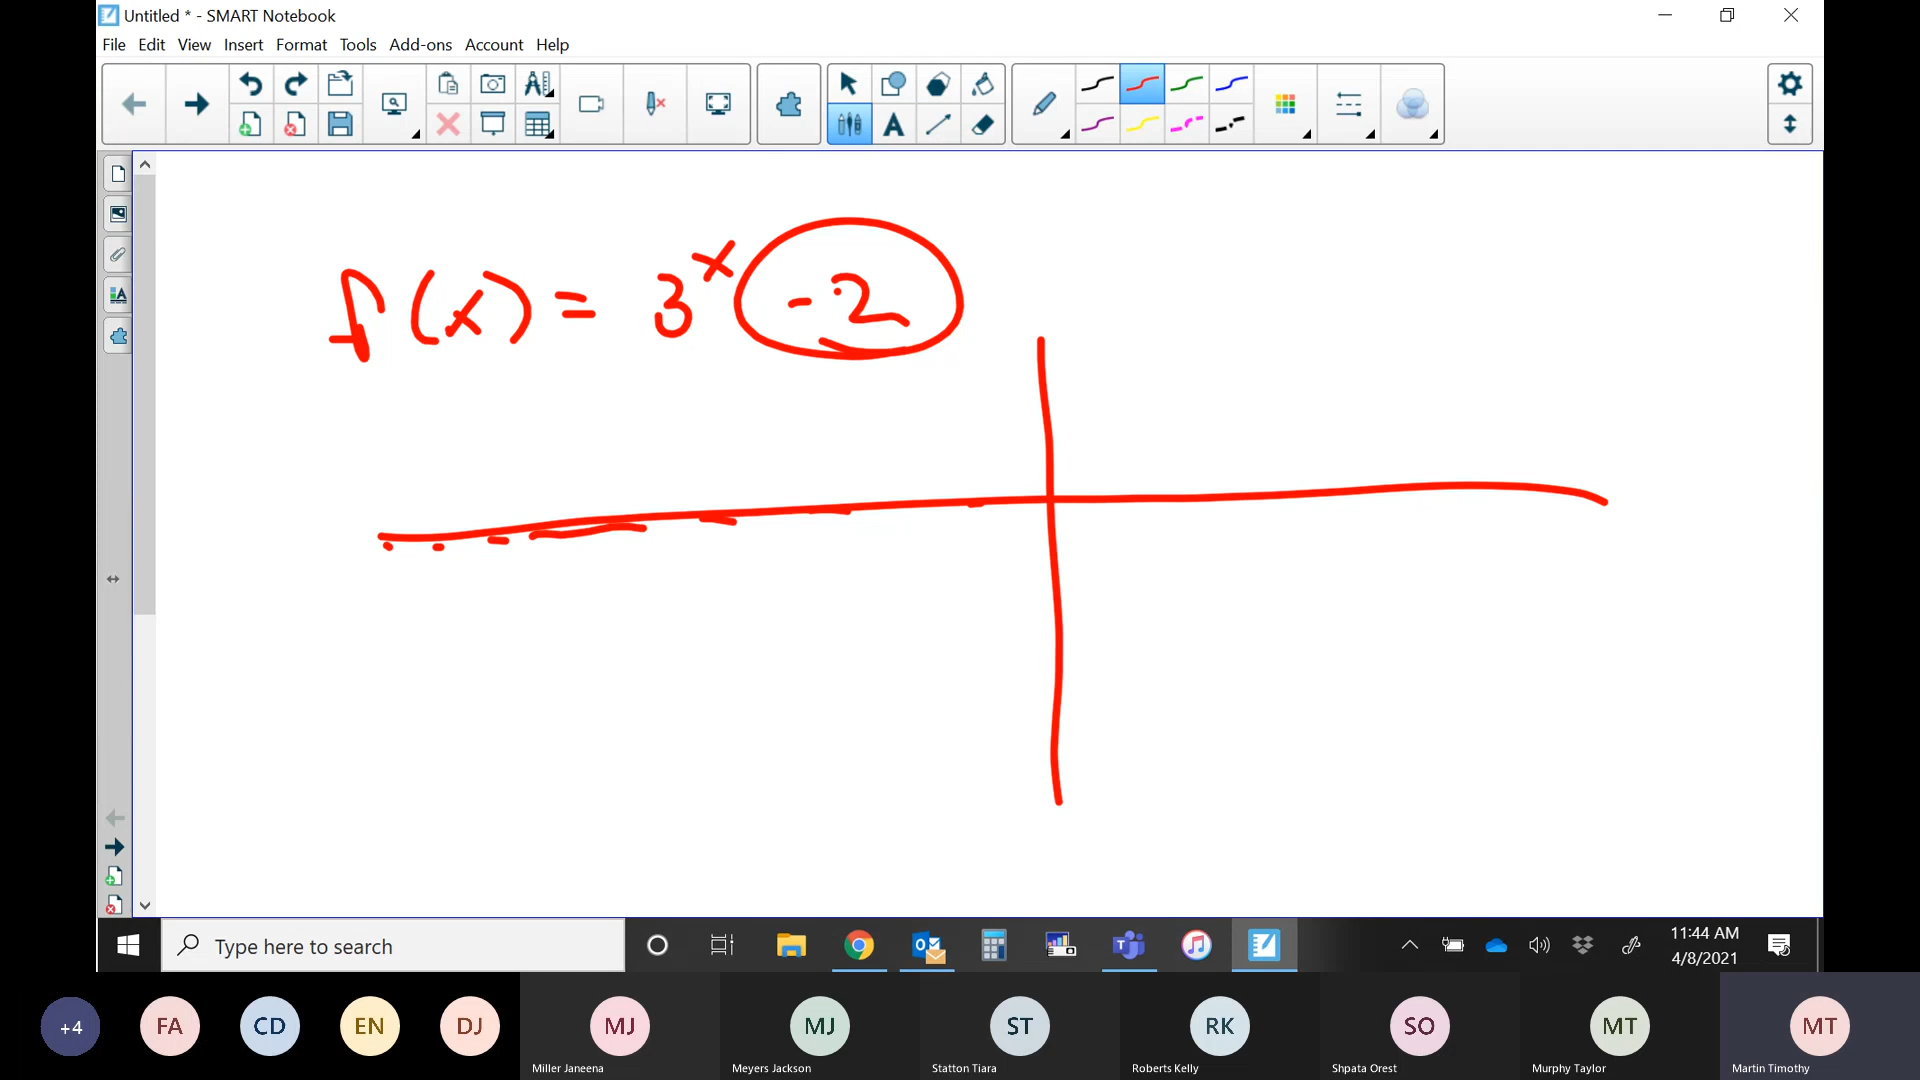 Untitled * - SMART Notebook
File Edit View Insert Format Tools Add-ons Account Help
f(x) = 3^x -2
Type here to search
11:44 AM
4/8/2021
+4 FA CD EN DJ MJ MJ ST RK SO MT MT
Miller Janeena Meyers Jackson Statton Tiara Roberts Kelly Shpata Orest Murphy Taylor Martin Timothy